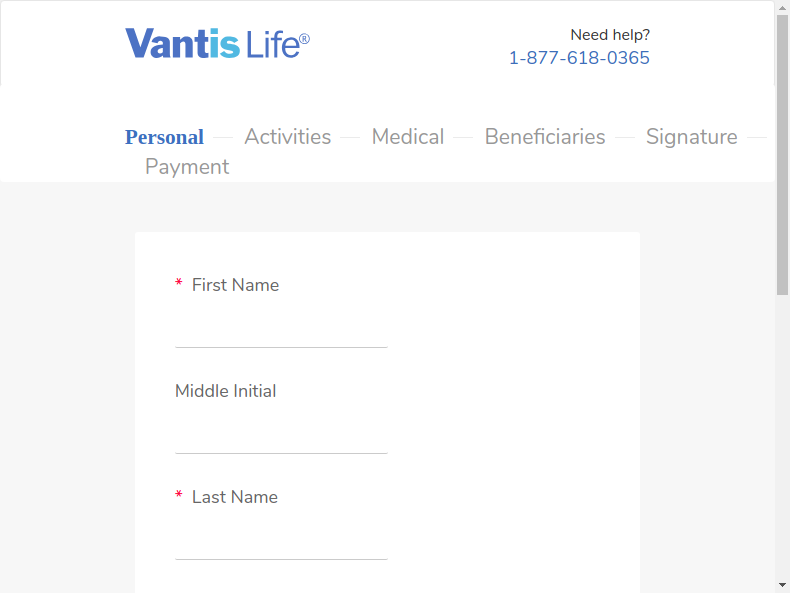 Vantis Life®
Need help?
1-877-618-0365
Personal Activities Medical Beneficiaries Signature
Payment
* First Name
Middle Initial
* Last Name